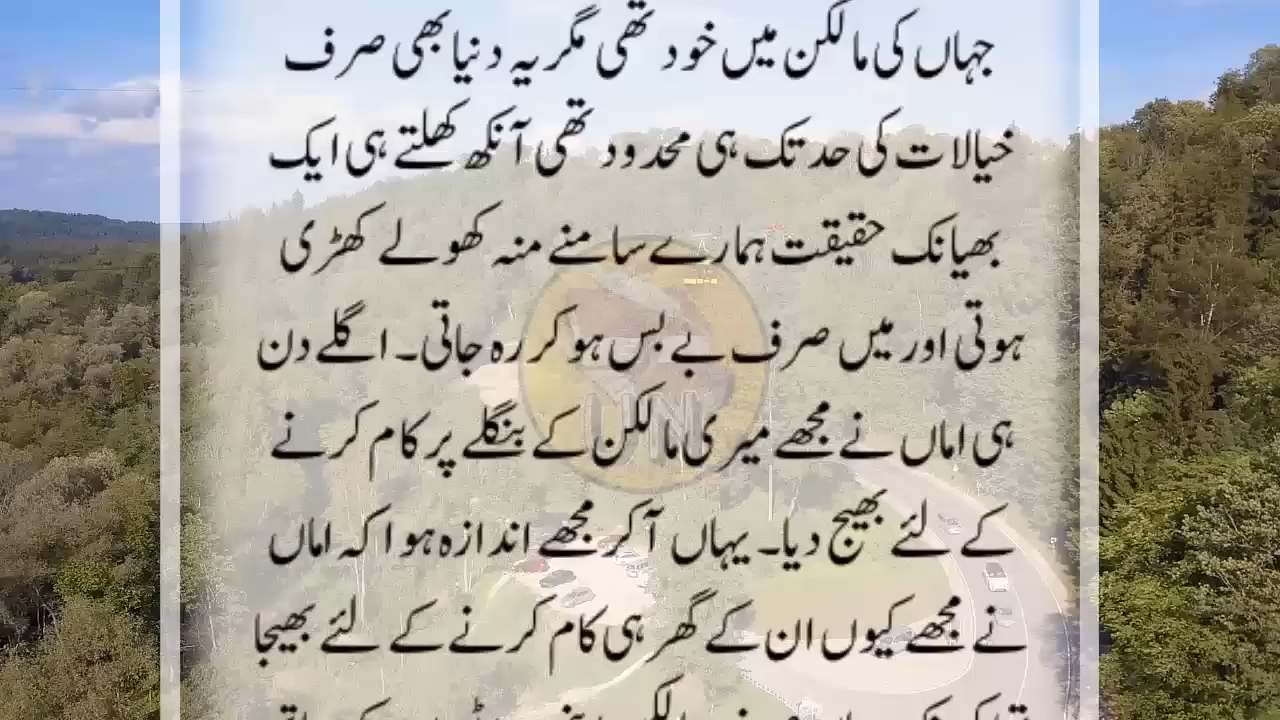 جہاں کی مالکن میں خود تھی مگر یہ دنیا بھی صرف
خیالات کی حد تک ہی محدود تھی آنکھ کھلتے ہی ایک
بھیانک حقیقت ہمارے سامنے منہ کھولے کھڑی
ہوتی اور میں صرف بے بس ہو کر رہ جاتی۔ اگلے دن
ہی اماں نے مجھے میری مالکن کے بنگلے پر کام کرنے
کے لئے بھیج دیا۔ یہاں آ کر مجھے اندازہ ہوا کہ اماں
نے مجھے کیوں ان کے گھر ہی کام کرنے کے لئے بھیجا
UN